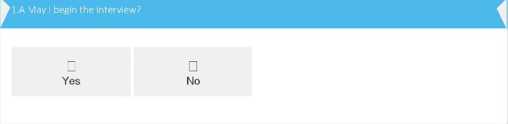 1.A May I begin the interview?
Yes
No